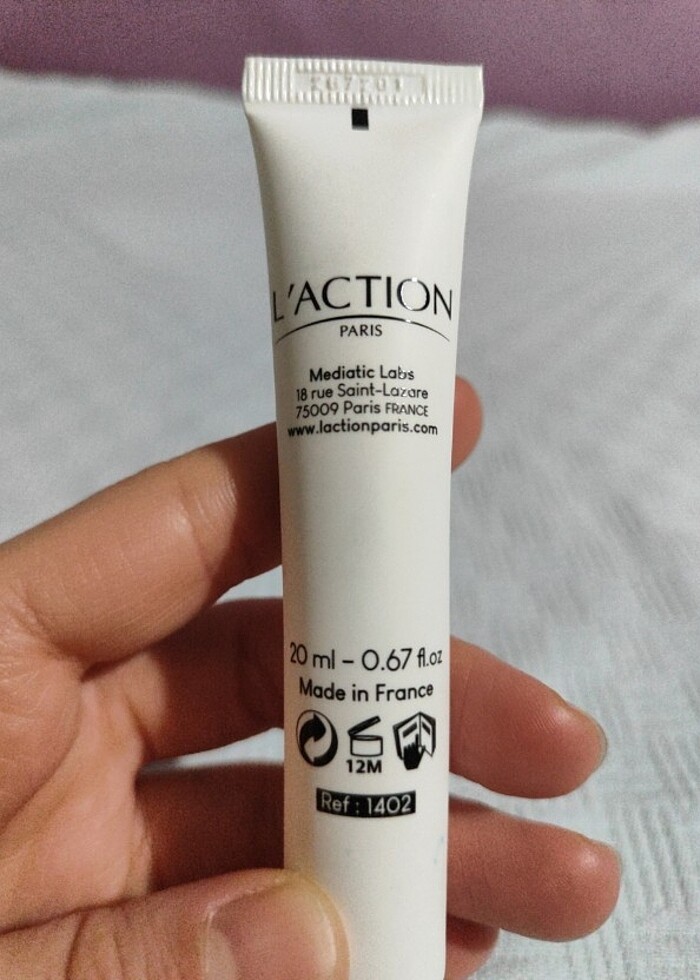 L'ACTION
PARIS
Mediatic Labs
18 rue Saint-Lazare
75009 Paris FRANCE
www.lactionparis.com
20 ml – 0.67 fl.oz
Made in France
12M
Ref : 1402